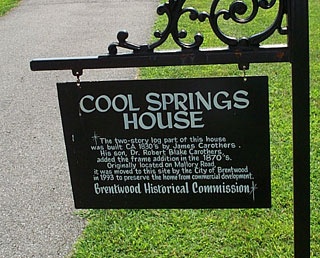 COOL SPRINGS
HOUSE
The two-story log part of this house
was built CA 1830's by James Carothers.
His son, Dr. Robert Blake Carothers,
added the frame addition in the 1870's.
Originally located on Mallory Road,
it was moved to this site by the City of Brentwood
in 1993 to preserve the home from commercial development.
Brentwood Historical Commission